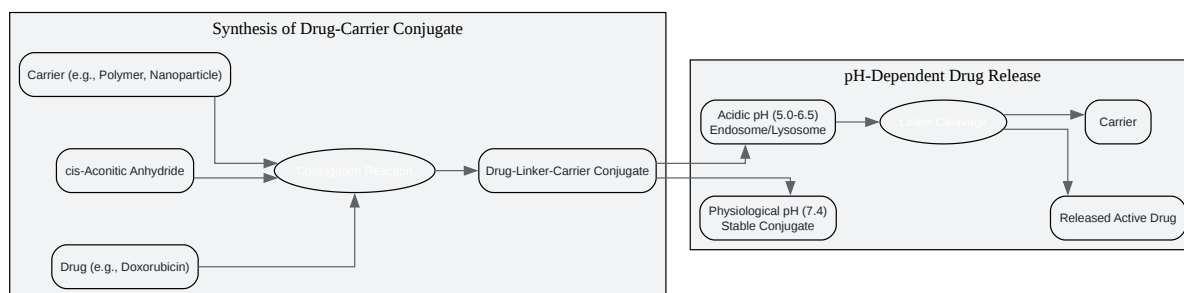 Synthesis of Drug-Carrier Conjugate
Carrier (e.g., Polymer, Nanoparticle)
cis-Aconitic Anhydride
Conjugation Reaction
Drug-Linker-Carrier Conjugate
Drug (e.g., Doxorubicin)
pH-Dependent Drug Release
Acidic pH (5.0-6.5)
Endosome/Lysosome
Linker Cleavage
Carrier
Physiological pH (7.4)
Stable Conjugate
Released Active Drug